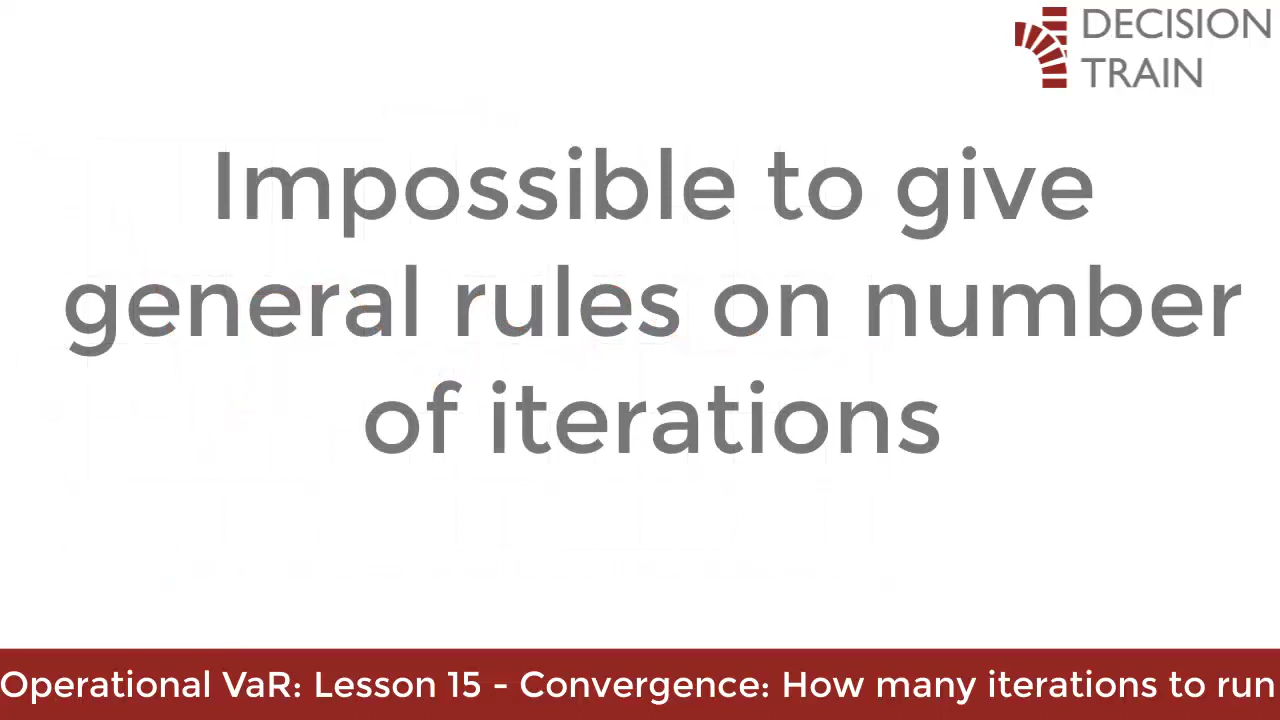 DECISION
TRAIN
Impossible to give
general rules on number
of iterations
Operational VaR: Lesson 15 - Convergence: How many iterations to run